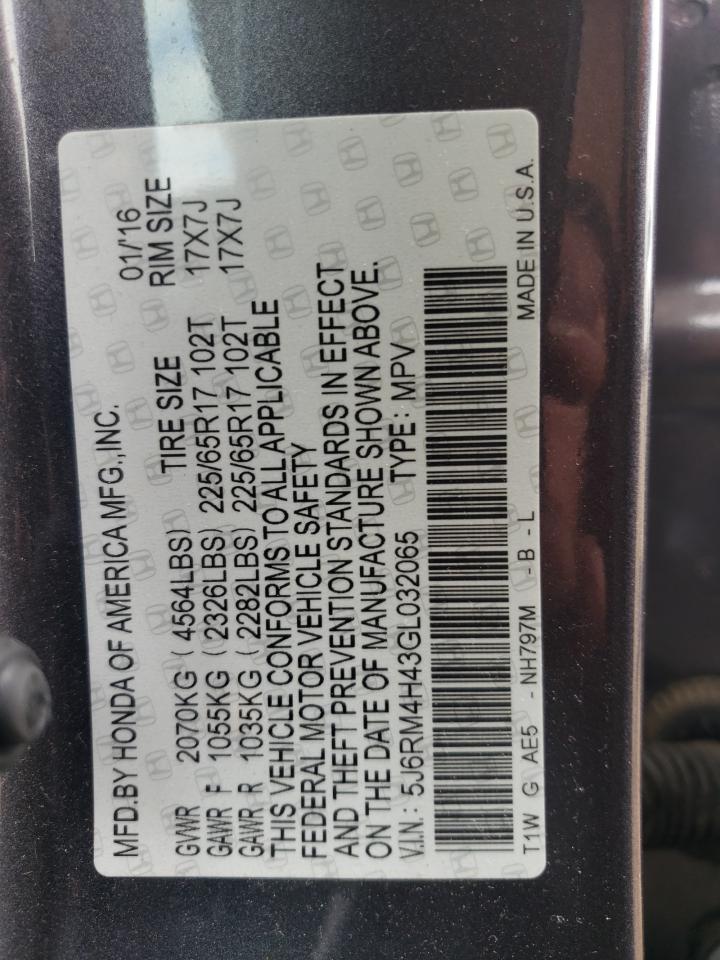 MFD.BY HONDA OF AMERICA MFG.,INC. 01/'16
GVWR 2070KG ( 4564LBS) TIRE SIZE RIM SIZE
GAWR F 1055KG ( 2326LBS) 225/65R17 102T 17X7J
GAWR R 1035KG ( 2282LBS) 225/65R17 102T 17X7J
THIS VEHICLE CONFORMS TO ALL APPLICABLE
FEDERAL MOTOR VEHICLE SAFETY
AND THEFT PREVENTION STANDARDS IN EFFECT
ON THE DATE OF MANUFACTURE SHOWN ABOVE.
V.I.N.: 5J6RM4H43GL032065 TYPE: MPV
T1W G AE5 - NH797M - B - L MADE IN U.S.A.